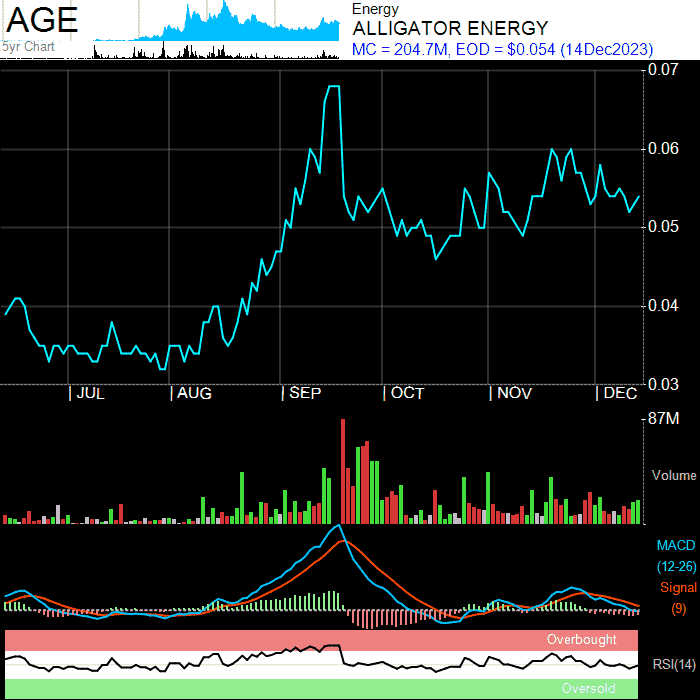 AGE
5yr Chart
Energy
ALLIGATOR ENERGY
MC = 204.7M, EOD = $0.054 (14Dec2023)
0.07
0.06
0.05
0.04
0.03
JUL
AUG
SEP
OCT
NOV
DEC
87M
Volume
MACD
(12-26)
Signal
(9)
Overbought
RSI(14)
Oversold